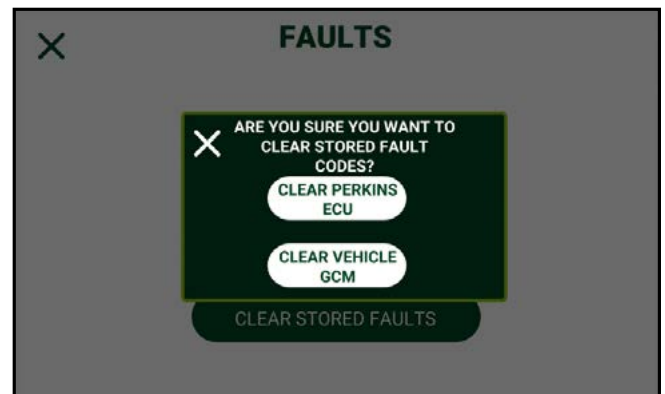 FAULTS
ARE YOU SURE YOU WANT TO
CLEAR STORED FAULT
CODES?
CLEAR PERKINS
ECU
CLEAR VEHICLE
GCM
CLEAR STORED FAULTS